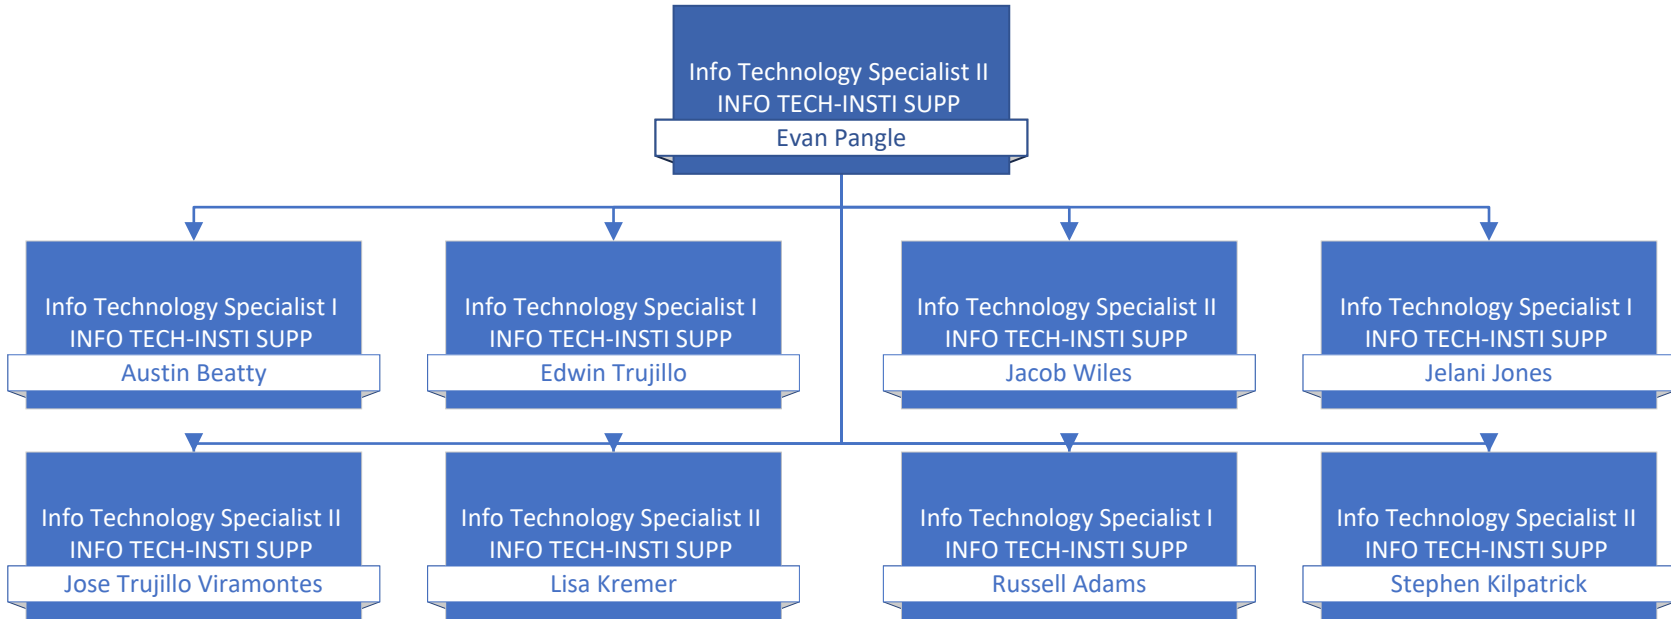 Info Technology Specialist II
INFO TECH-INSTI SUPP
Evan Pangle
Info Technology Specialist I
INFO TECH-INSTI SUPP
Austin Beatty
Info Technology Specialist I
INFO TECH-INSTI SUPP
Edwin Trujillo
Info Technology Specialist II
INFO TECH-INSTI SUPP
Jacob Wiles
Info Technology Specialist I
INFO TECH-INSTI SUPP
Jelani Jones
Info Technology Specialist II
INFO TECH-INSTI SUPP
Jose Trujillo Viramontes
Info Technology Specialist II
INFO TECH-INSTI SUPP
Lisa Kremer
Info Technology Specialist I
INFO TECH-INSTI SUPP
Russell Adams
Info Technology Specialist II
INFO TECH-INSTI SUPP
Stephen Kilpatrick